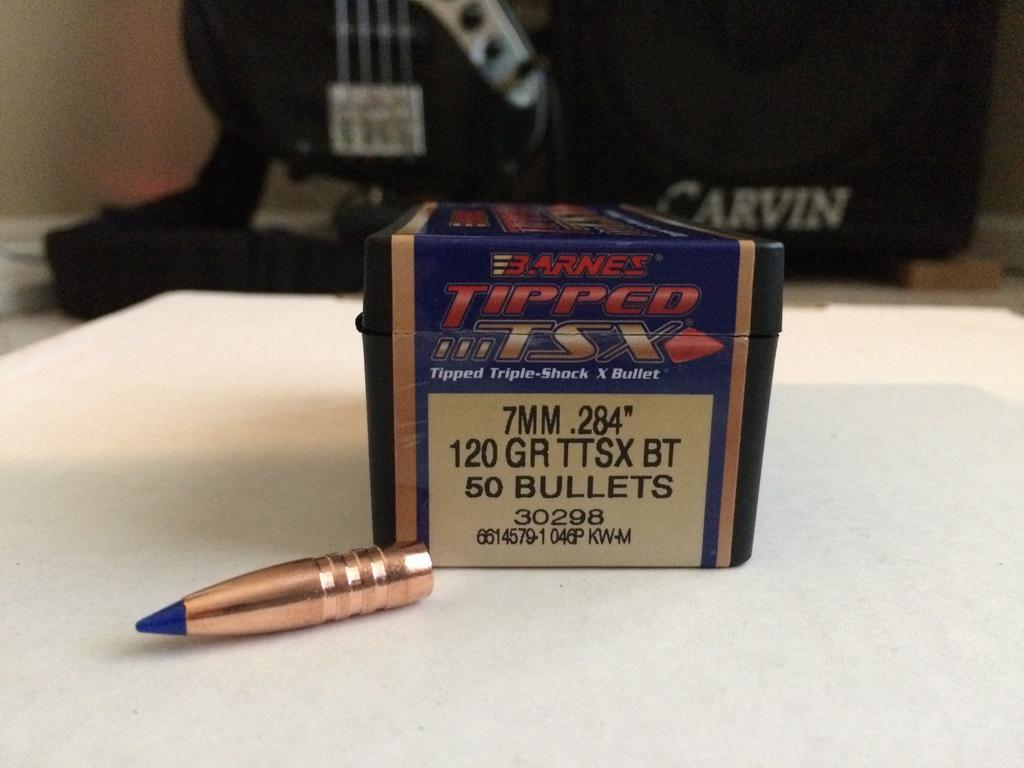 CARVIN
BARNES®
TIPPED
TSX®
Tipped Triple-Shock X Bullet
7MM .284"
120 GR TTSX BT
50 BULLETS
30298
6614579-1 046P KW-M